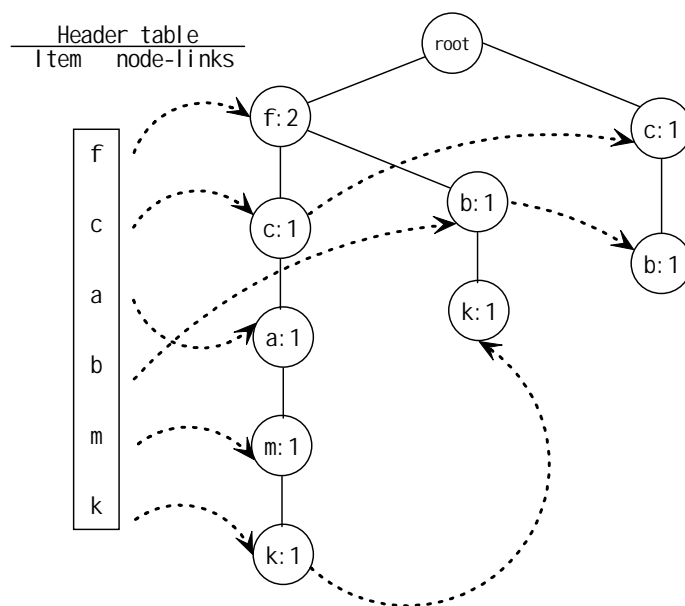 Header table
Item node-links
root
f:2
c:1
f
c
b:1
c:1
b:1
a
k:1
a:1
b
m
m:1
k
k:1